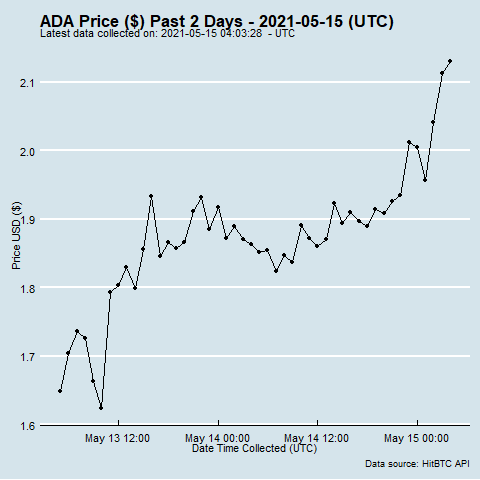 ADA Price ($) Past 2 Days - 2021-05-15 (UTC)
Latest data collected on: 2021-05-15 04:03:28  - UTC
Price USD ($)
2.1
2.0
1.9
1.8
1.7
1.6
May 13 12:00
May 14 00:00
May 14 12:00
May 15 00:00
Date Time Collected (UTC)
Data source: HitBTC API